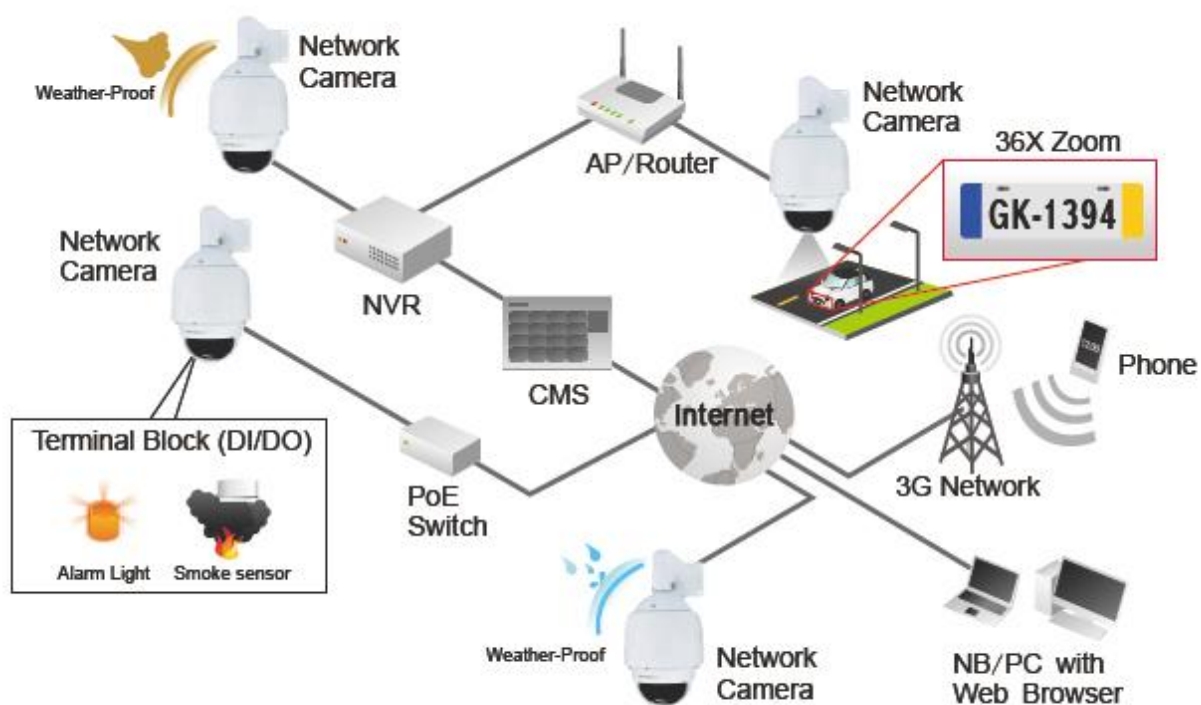 Weather-Proof
Network
Camera
AP/Router
Network
Camera
36X Zoom
GK-1394
Network
Camera
NVR
CMS
Internet
Phone
3G Network
Terminal Block (DI/DO)
Alarm Light
Smoke sensor
PoE
Switch
Weather-Proof
Network
Camera
NB/PC with
Web Browser